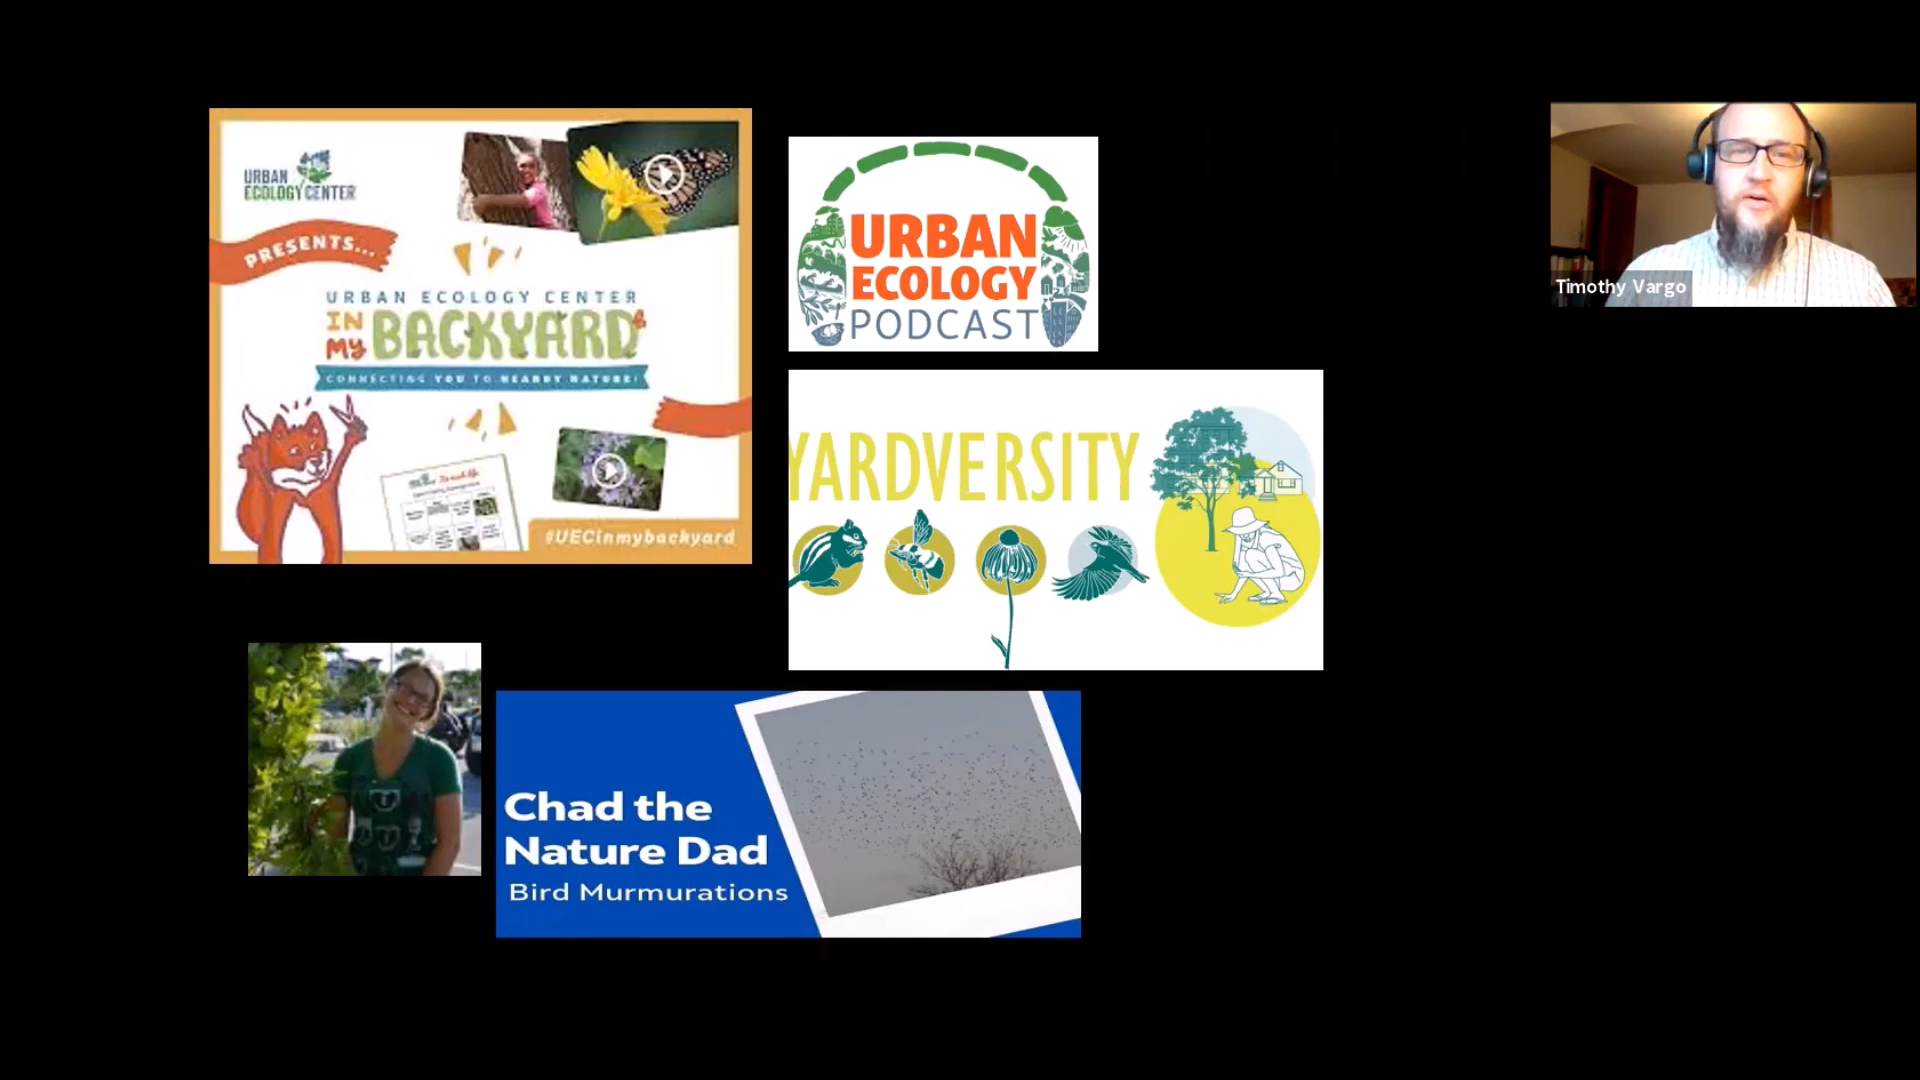 URBAN
ECOLOGY CENTER
PRESENTS...
URBAN ECOLOGY CENTER
IN
MY BACKYARD
CONNECTING YOU TO NEARBY NATURE!
#UECinmybackyard
URBAN
ECOLOGY
PODCAST
YARDVERSITY
Timothy Vargo
Chad the
Nature Dad
Bird Murmurations